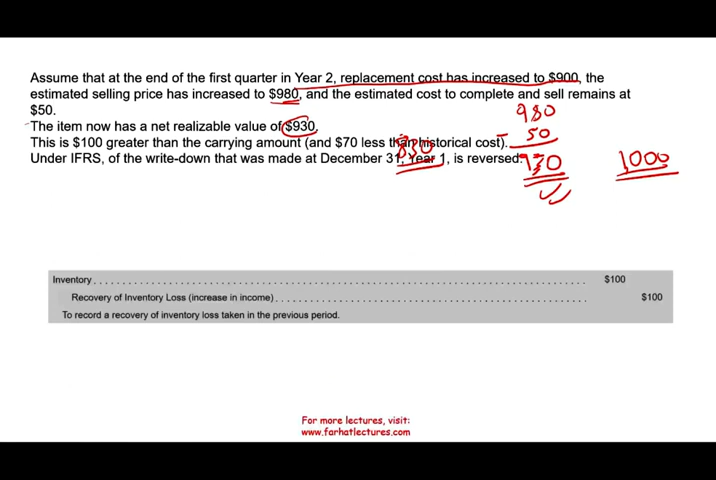 Assume that at the end of the first quarter in Year 2, replacement cost has increased to $900, the
estimated selling price has increased to $980, and the estimated cost to complete and sell remains at
$50.
980
The item now has a net realizable value of $930.
- 50
This is $100 greater than the carrying amount (and $70 less than historical cost).
830
Under IFRS, of the write-down that was made at December 31, Year 1, is reversed:
930
1000
Inventory $100
Recovery of Inventory Loss (increase in income) $100
To record a recovery of inventory loss taken in the previous period.
For more lectures, visit:
www.farhatlectures.com